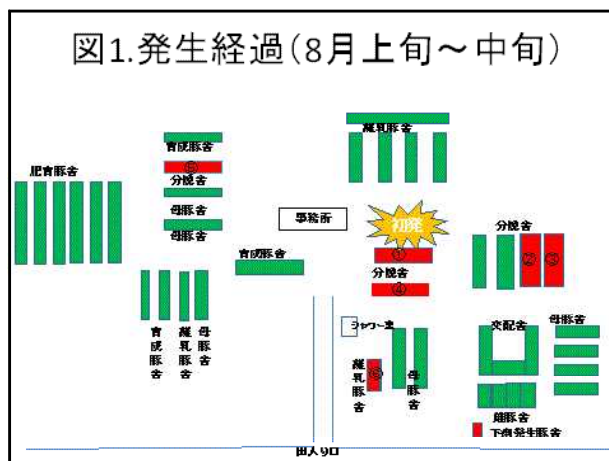 図1.発生経過(8月上旬～中旬)
離乳豚舎
育成豚舎
肥育豚舎
分娩舎
母豚舎
母豚舎
事務所
初発
①
分娩舎
④
分娩舎
②
③
育成豚舎
シャワー室
交配舎
母豚舎
育成豚舎
離乳豚舎
母豚舎
離乳豚舎
母豚舎
雄豚舎
下痢発生豚舎
出入り口